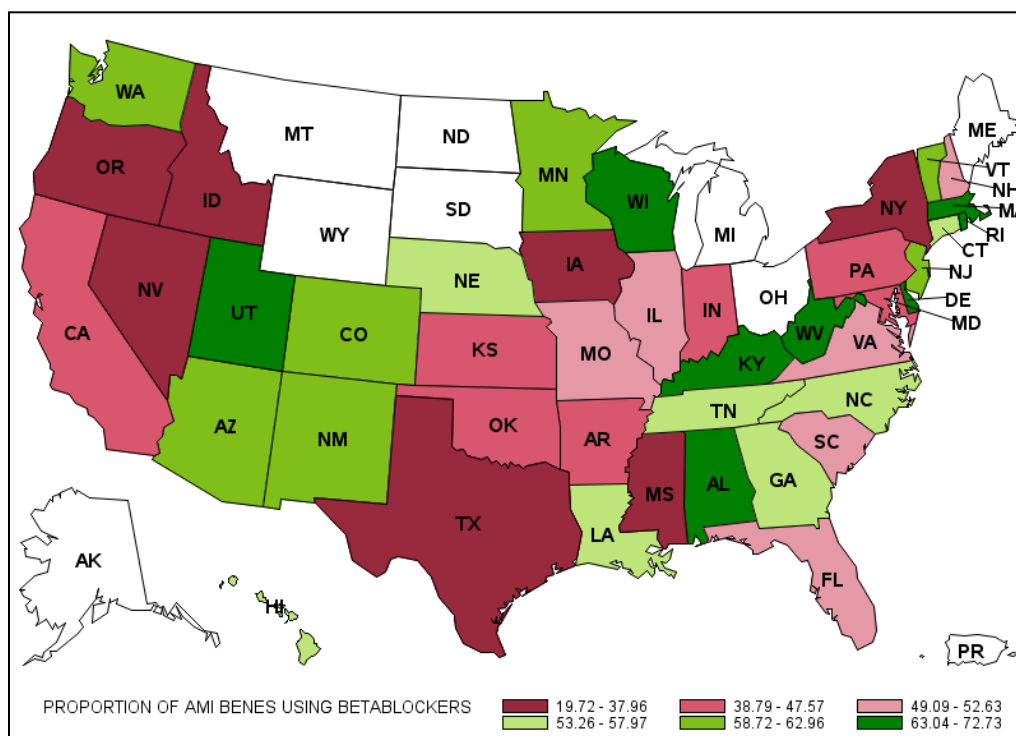 WA
MT
ND
ME
OR
ID
MN
VT
NH
SD
WI
NY
MA
WY
MI
RI
CT
NE
IA
PA
NJ
NV
OH
DE
UT
IL
IN
MD
CA
CO
KS
MO
WV
VA
KY
NC
AZ
NM
OK
AR
TN
SC
MS
AL
GA
TX
LA
AK
FL
HI
PR
PROPORTION OF AMI BENES USING BETABLOCKERS
19.72 - 37.96 38.79 - 47.57 49.09 - 52.63
53.26 - 57.97 58.72 - 62.96 63.04 - 72.73